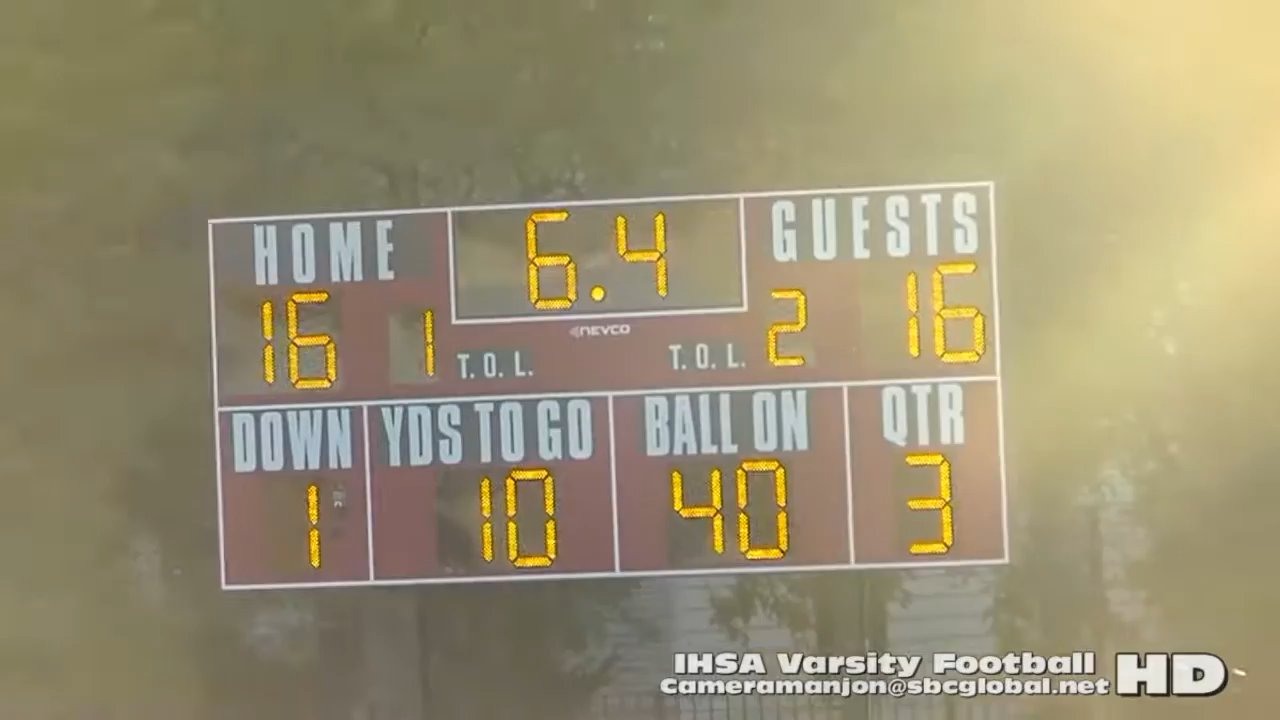 HOME 6.4 GUESTS
16 1 T.O.L. NEVCO T.O.L. 2 16
DOWN YDS TO GO BALL ON QTR
1 10 40 3
IHSA Varsity Football HD
Cameramanjon@sbcglobal.net